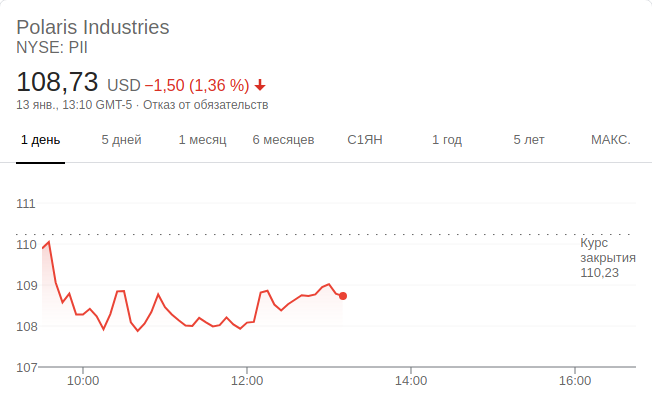 Polaris Industries
NYSE: PII
108,73 USD −1,50 (1,36 %)
13 янв., 13:10 GMT-5 · Отказ от обязательств
1 день 5 дней 1 месяц 6 месяцев С1ЯН 1 год 5 лет МАКС.
111
110
109
108
107
Курс
закрытия
110,23
10:00 12:00 14:00 16:00